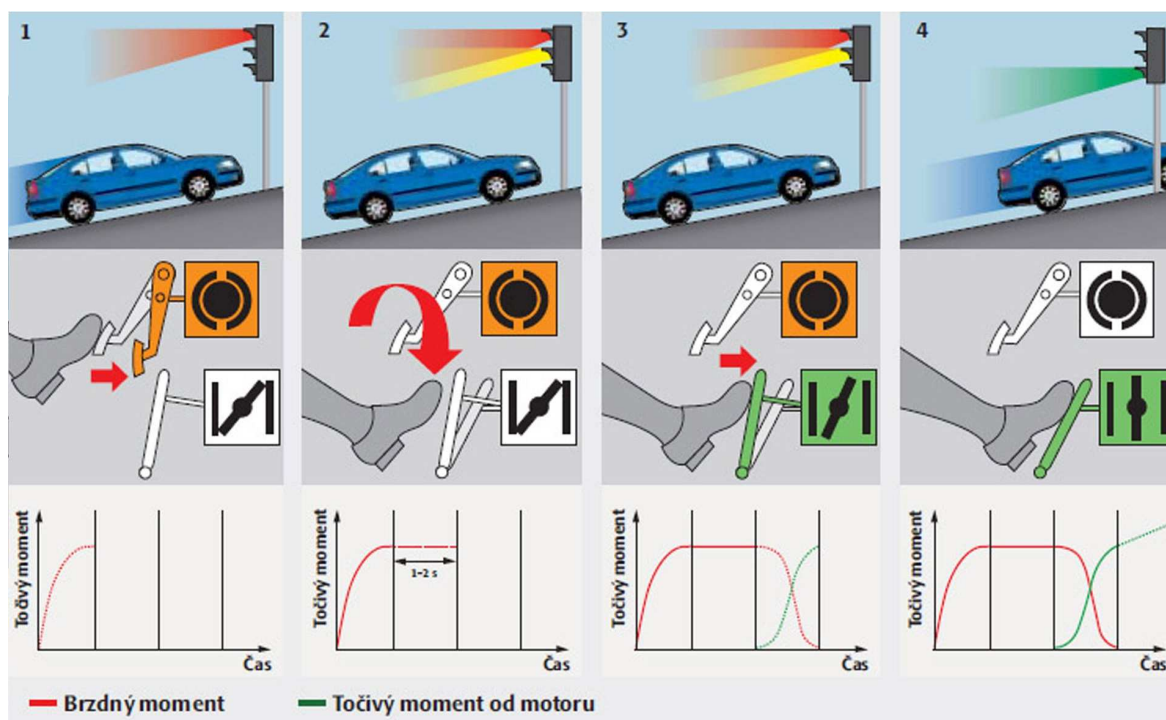 1
2
3
4
Točivý moment
Čas
Točivý moment
1–2 s
Čas
Točivý moment
Čas
Točivý moment
Čas
Brzdný moment
Točivý moment od motoru